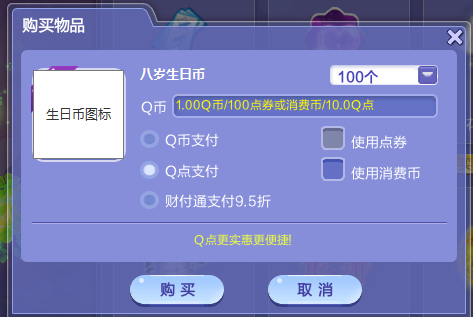 购买物品
八岁生日币
100个
生日币图标
Q币
1.00Q币/100点券或消费币/10.0Q点
Q币支付
使用点券
Q点支付
使用消费币
财付通支付9.5折
Q点更实惠更便捷!
购 买
取 消